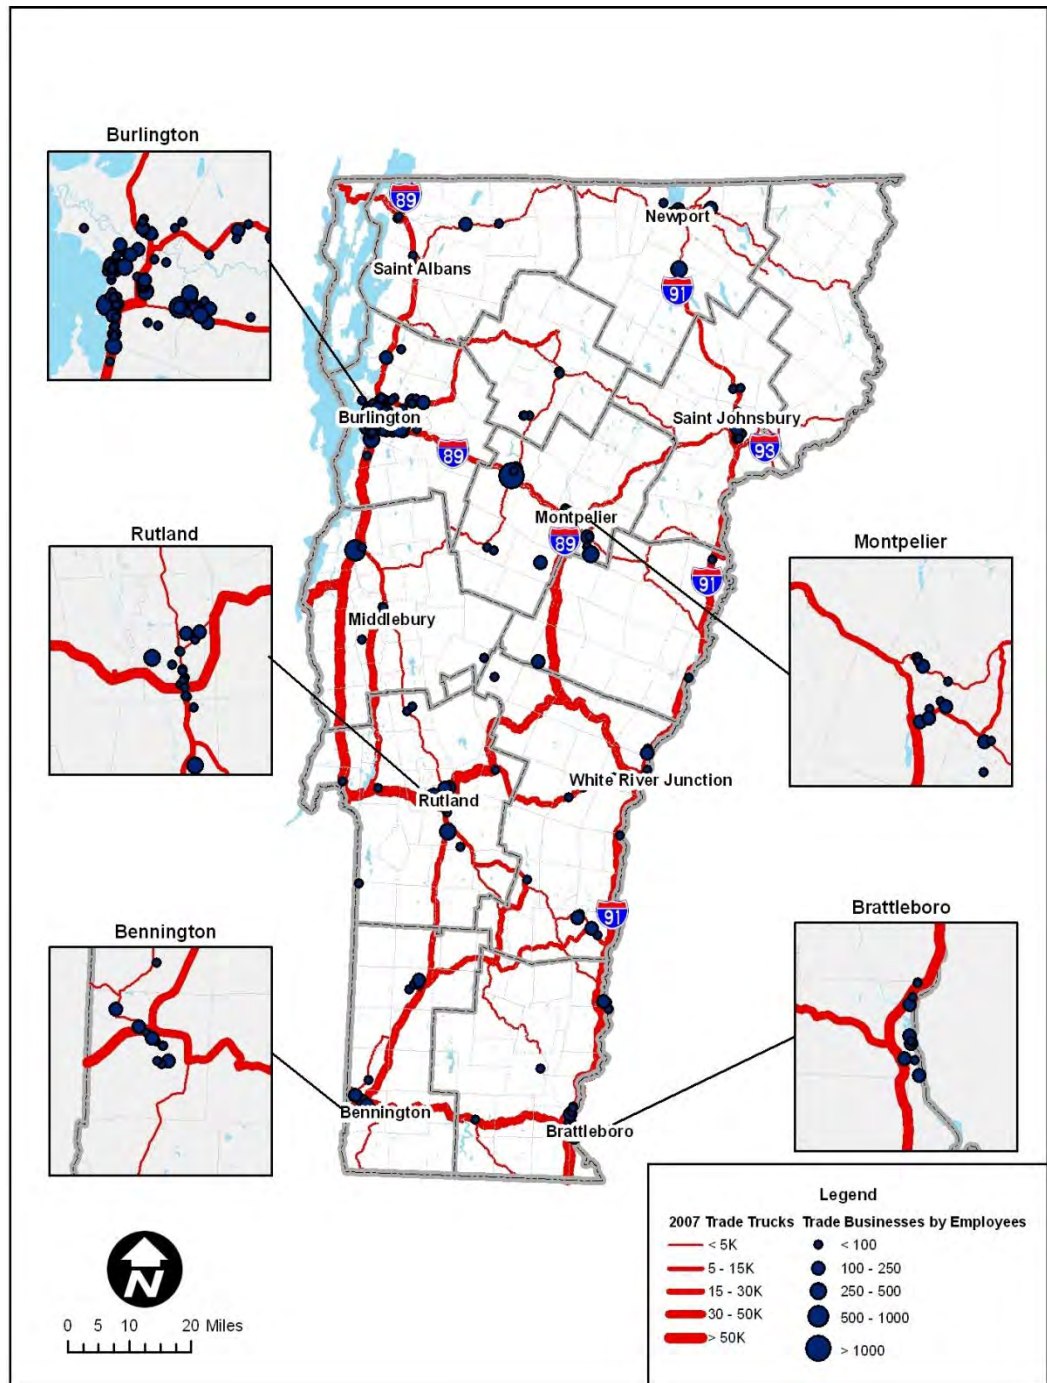 Burlington
89
Newport
Saint Albans
91
Burlington
Saint Johnsbury
89
93
Rutland
Montpelier
89
Montpelier
91
Middlebury
White River Junction
Rutland
Bennington
91
Brattleboro
Bennington
Brattleboro
Legend
2007 Trade Trucks Trade Businesses by Employees
< 5K < 100
5 - 15K 100 - 250
15 - 30K 250 - 500
30 - 50K 500 - 1000
> 50K > 1000
N
0 5 10 20 Miles